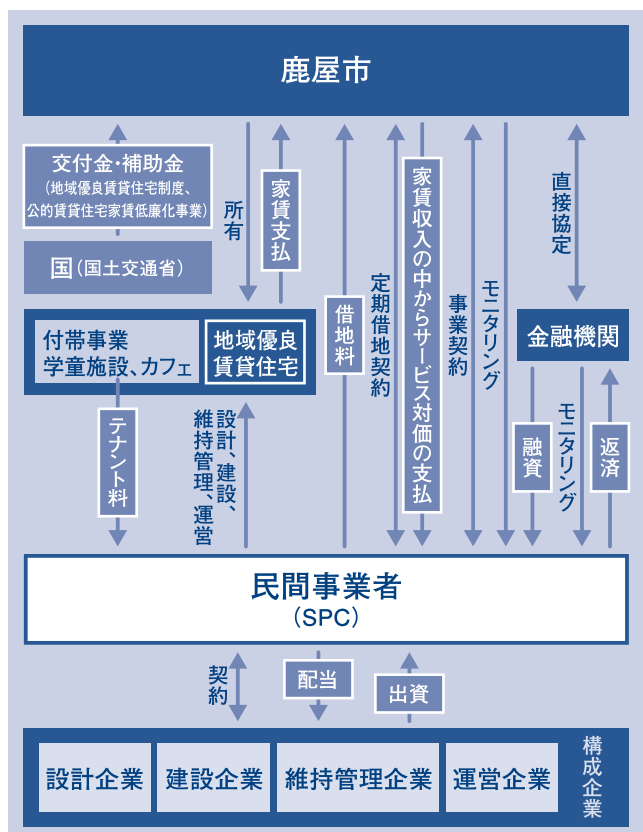 鹿屋市
交付金・補助金
（地域優良賃貸住宅制度、
公的賃貸住宅家賃低廉化事業）
国（国土交通省）
所有
家賃支払
借地料
定期借地契約
家賃収入の中からサービス対価の支払
事業契約
モニタリング
直接協定
付帯事業
学童施設、カフェ
地域優良
賃貸住宅
金融機関
テナント料
設計、建設、
維持管理、運営
融資
モニタリング
返済
民間事業者
（SPC）
契約
配当
出資
設計企業
建設企業
維持管理企業
運営企業
構成企業